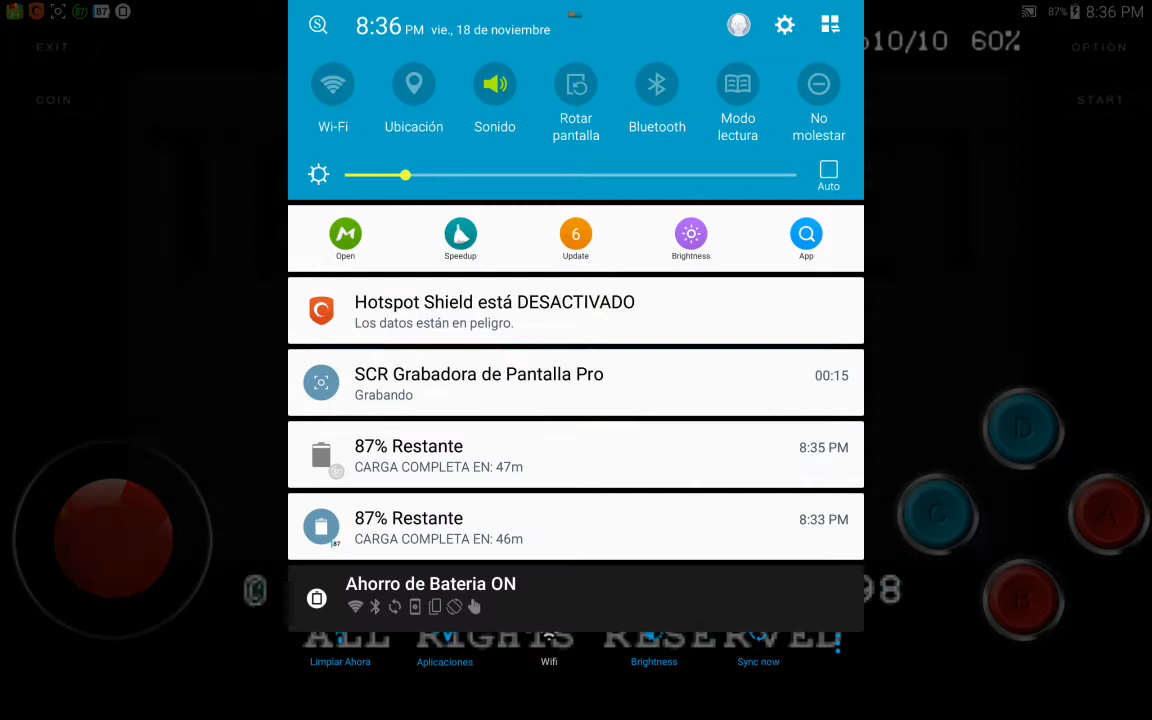 87% 8:36 PM
EXIT
COIN
10/10 60%
OPTION
START
8:36 PM vie., 18 de noviembre
Wi-Fi
Ubicación
Sonido
Rotar
pantalla
Bluetooth
Modo
lectura
No
molestar
Auto
Open
Speedup
6
Update
Brightness
App
Hotspot Shield está DESACTIVADO
Los datos están en peligro.
SCR Grabadora de Pantalla Pro
00:15
Grabando
87% Restante
8:35 PM
CARGA COMPLETA EN: 47m
87% Restante
8:33 PM
CARGA COMPLETA EN: 46m
Ahorro de Bateria ON
98
ALL RIGHTS RESERVED
Limpiar Ahora
Aplicaciones
Wifi
Brightness
Sync now
D
C
A
B